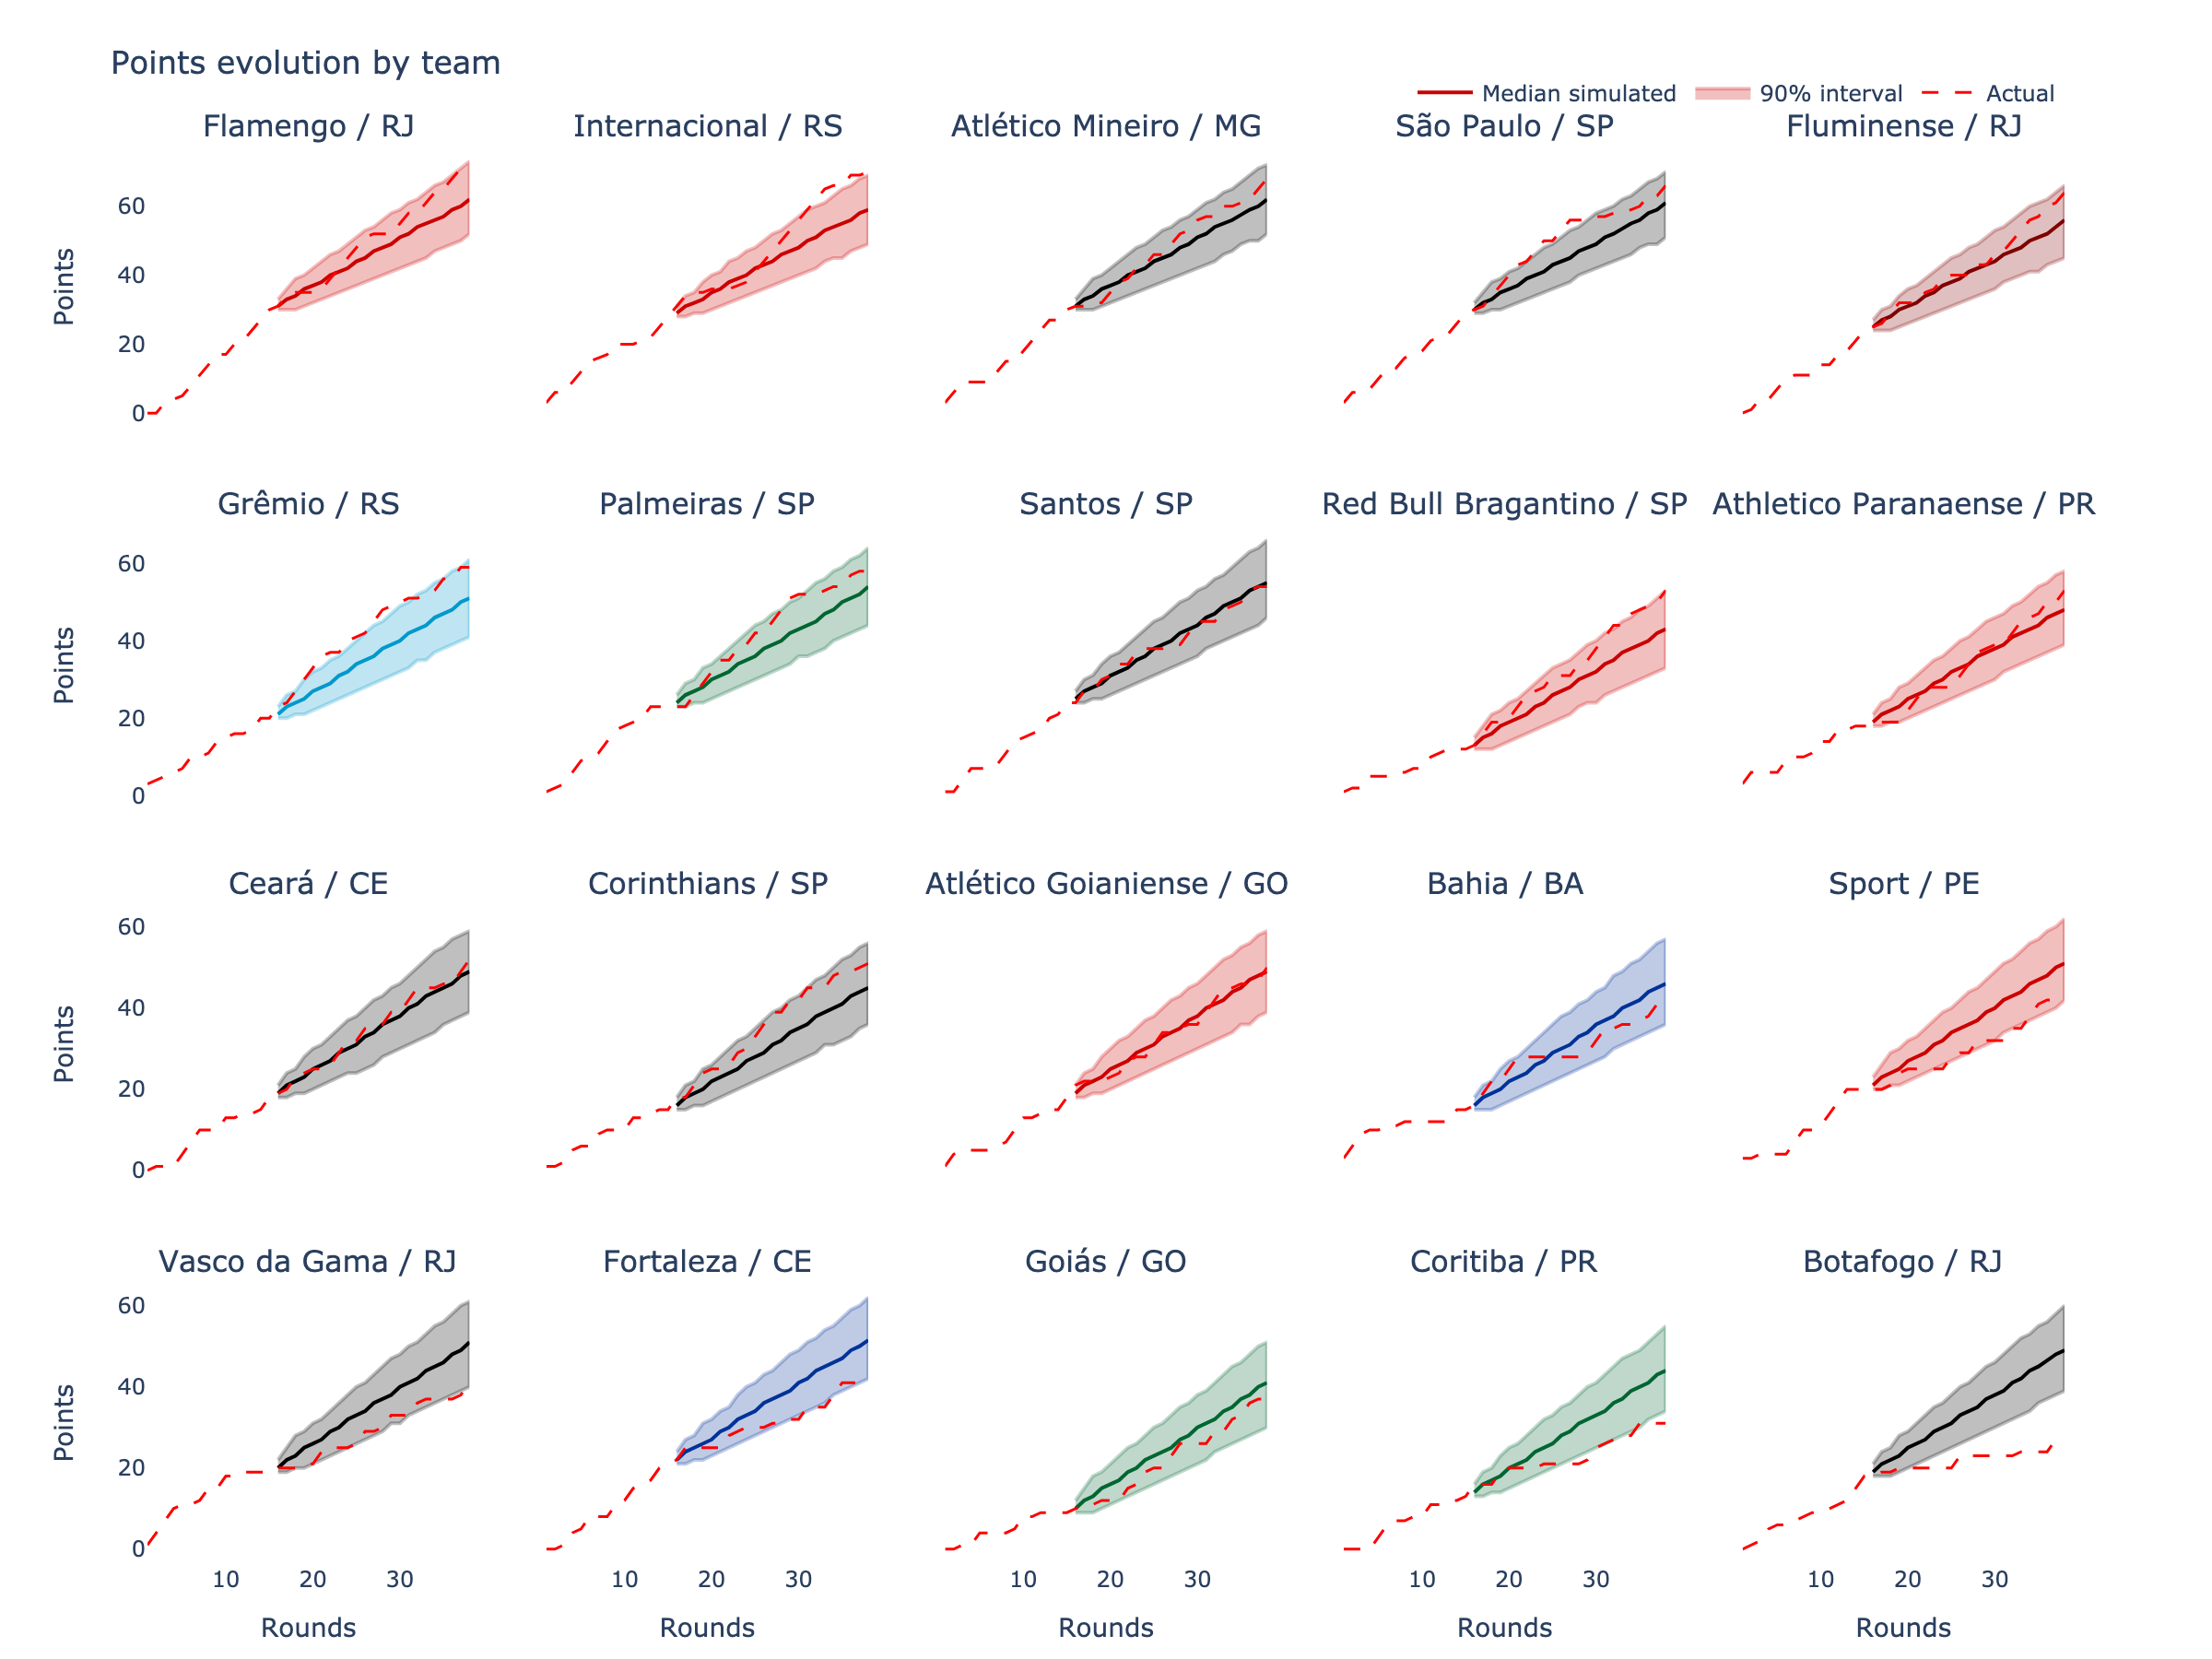 Points evolution by team
Median simulated 90% interval Actual
Flamengo / RJ Internacional / RS Atlético Mineiro / MG São Paulo / SP Fluminense / RJ
60
40
20
0
Points
Grêmio / RS Palmeiras / SP Santos / SP Red Bull Bragantino / SP Athletico Paranaense / PR
60
40
20
0
Points
Ceará / CE Corinthians / SP Atlético Goianiense / GO Bahia / BA Sport / PE
60
40
20
0
Points
Vasco da Gama / RJ Fortaleza / CE Goiás / GO Coritiba / PR Botafogo / RJ
60
40
20
0
Points
10 20 30 10 20 30 10 20 30 10 20 30 10 20 30
Rounds Rounds Rounds Rounds Rounds